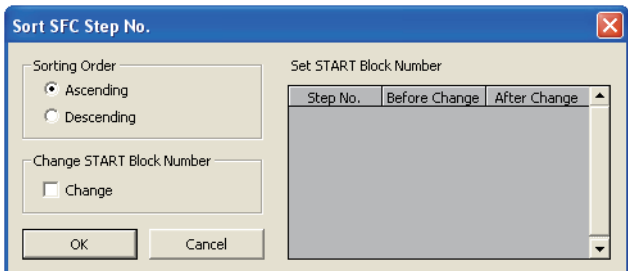 Sort SFC Step No.
Sorting Order
Ascending
Descending
Change START Block Number
Change
OK Cancel
Set START Block Number
Step No. Before Change After Change